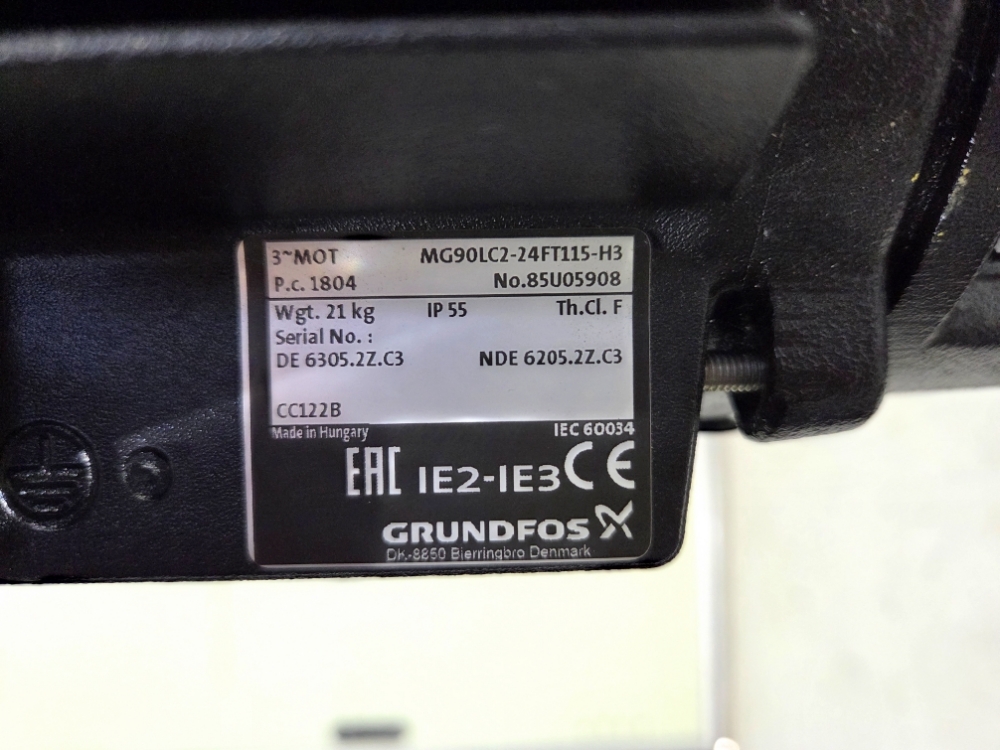 3~MOT MG90LC2-24FT115-H3
P.c. 1804 No.85U05908
Wgt. 21 kg IP 55 Th.Cl. F
Serial No. :
DE 6305.2Z.C3 NDE 6205.2Z.C3
CC122B
Made in Hungary IEC 60034
EAC IE2-IE3 CE
GRUNDFOS
DK-8850 Bjerringbro Denmark